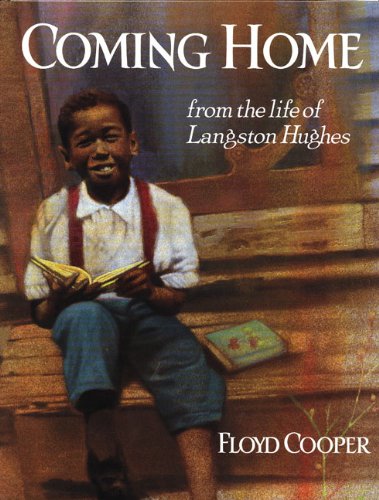 COMING HOME
from the life of
Langston Hughes
FLOYD COOPER